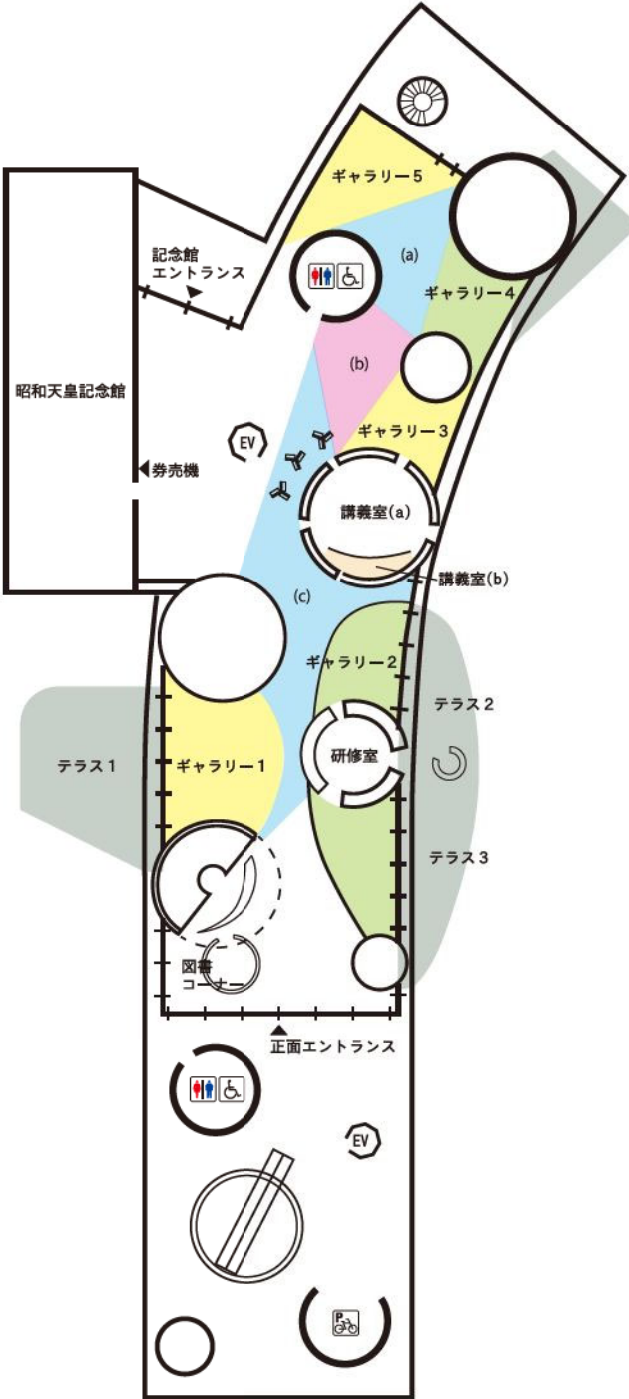 ギャラリー5
(a)
記念館
エントランス
ギャラリー4
(b)
昭和天皇記念館
EV
ギャラリー3
券売機
講義室(a)
講義室(b)
(c)
ギャラリー2
テラス2
テラス1
ギャラリー1
研修室
テラス3
図書
コーナー
正面エントランス
EV
P